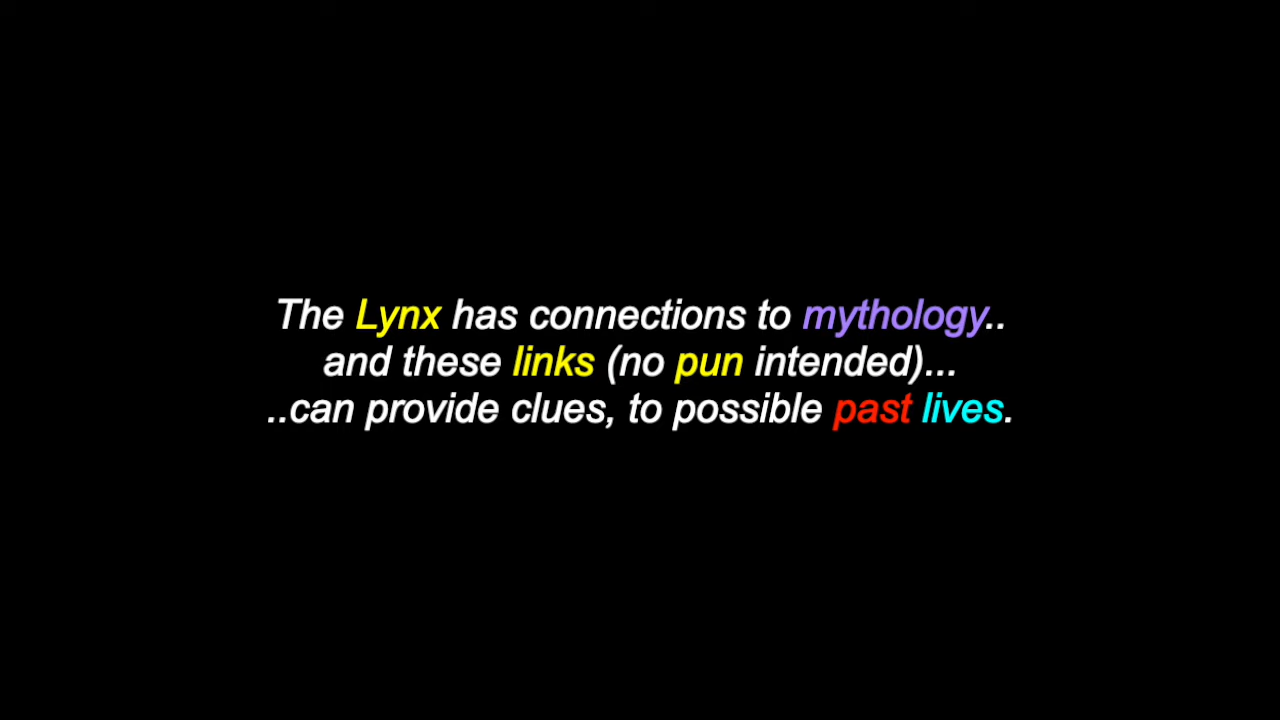 The Lynx has connections to mythology..
and these links (no pun intended)...
..can provide clues, to possible past lives.